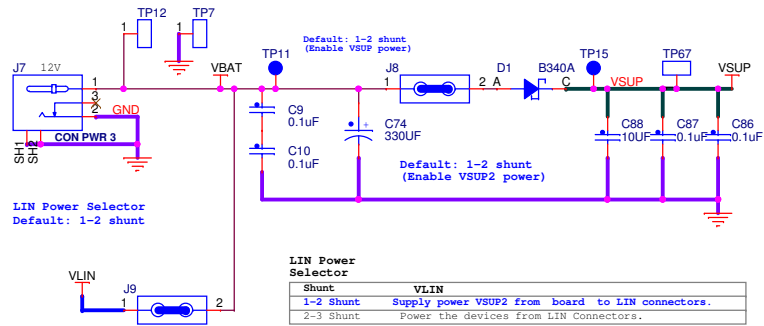 TP12
TP7
1
1
Default: 1-2 shunt
(Enable VSUP power)
TP11
VBAT
J7
12V
J8
D1
B340A
TP15
TP67
VSUP
1
3
2
GND
1
2
A
C
VSUP
CON PWR 3
SH1
SH2
C9
0.1uF
C10
0.1uF
C74
330UF
+
C88
10UF
C87
0.1uF
C86
0.1uF
Default: 1-2 shunt
(Enable VSUP2 power)
LIN Power Selector
Default: 1-2 shunt
VLIN
J9
1
2
LIN Power
Selector
Shunt VLIN
1-2 Shunt Supply power VSUP2 from board to LIN connectors.
2-3 Shunt Power the devices from LIN Connectors.